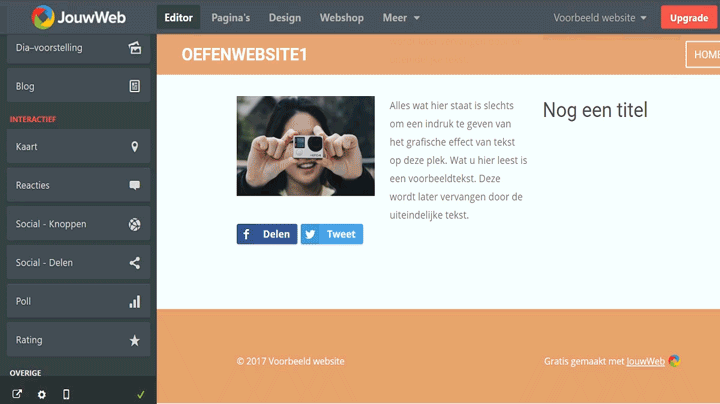 JouwWeb
Editor
Pagina's
Design
Webshop
Meer
Voorbeeld website
Upgrade
Dia-voorstelling
Blog
INTERACTIEF
Kaart
Reacties
Social - Knoppen
Social - Delen
Poll
Rating
OVERIGE
OEFENWEBSITE1
HOME
Alles wat hier staat is slechts
om een indruk te geven van
het grafische effect van tekst
op deze plek. Wat u hier leest is
een voorbeeldtekst. Deze
wordt later vervangen door de
uiteindelijke tekst.
Nog een titel
Delen
Tweet
© 2017 Voorbeeld website
Gratis gemaakt met JouwWeb